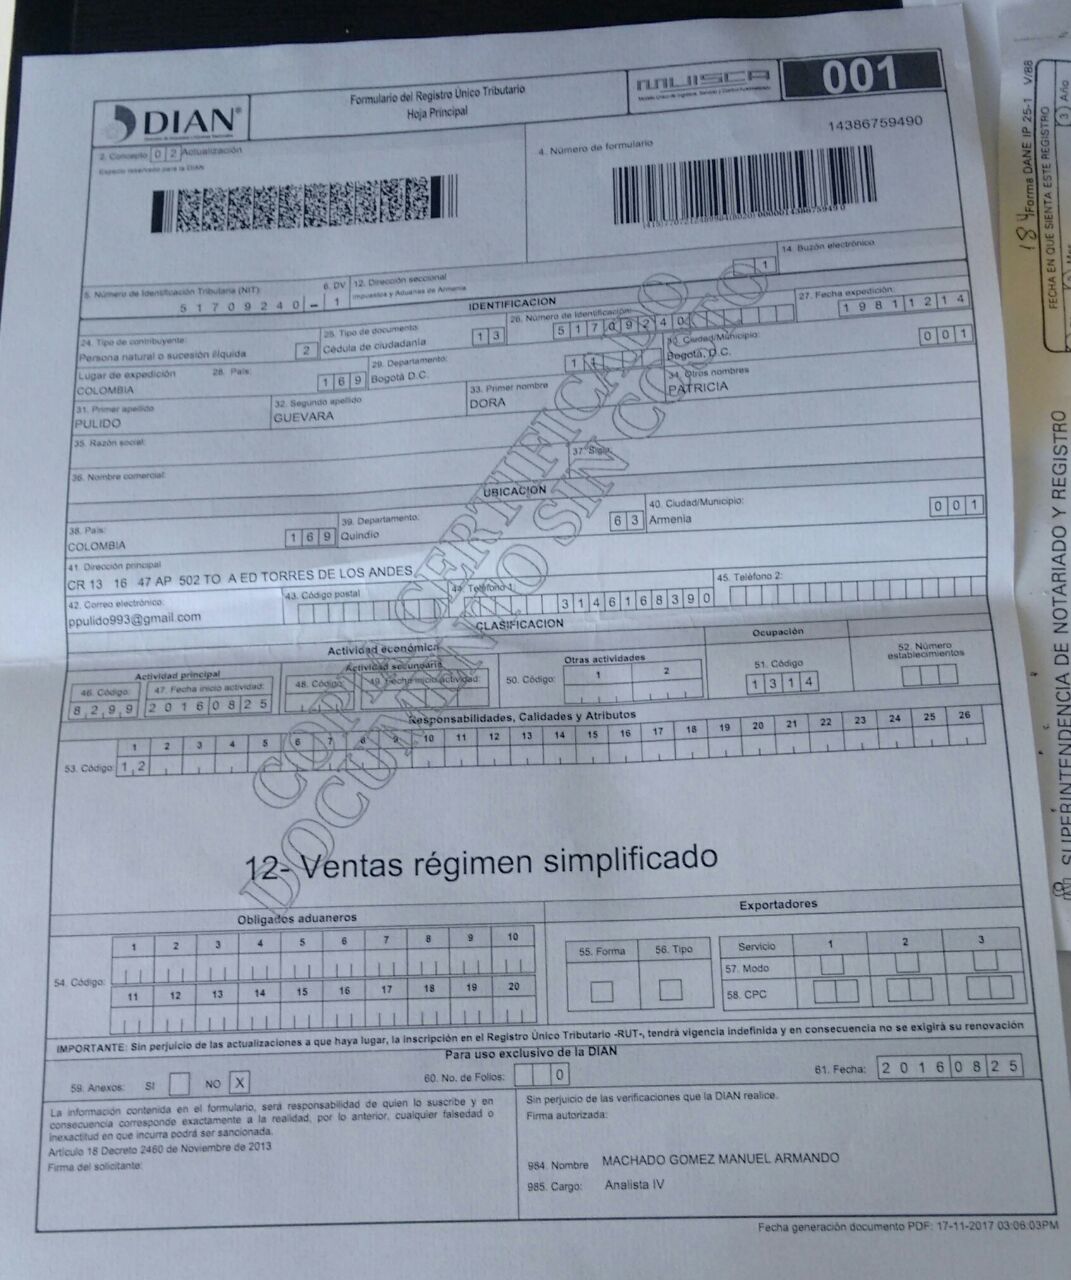 DIAN®
Formulario del Registro Único Tributario
Hoja Principal
MUISCA
001
2. Concepto 0 2 Actualización
Espacio reservado para la DIAN
4. Número de formulario
14386759490
5. Número de Identificación Tributaria (NIT):
5 1 7 0 9 2 4 0 -
6. DV
1
12. Dirección seccional
Impuestos y Aduanas de Armenia
1
14. Buzón electrónico
IDENTIFICACION
24. Tipo de contribuyente:
Persona natural o sucesión ilíquida
2
25. Tipo de documento
Cédula de ciudadanía
1 3
26. Número de Identificación:
5 1 7 0 9 2 4 0
27. Fecha expedición:
1 9 8 1 1 2 1 4
Lugar de expedición
28. País:
COLOMBIA
1 6 9
29. Departamento:
Bogotá D.C.
1 1
30. Ciudad/Municipio:
Bogotá, D.C.
0 0 1
31. Primer apellido
PULIDO
32. Segundo apellido
GUEVARA
33. Primer nombre
DORA
34. Otros nombres
PATRICIA
35. Razón social:
36. Nombre comercial:
37. Sigla:
UBICACION
38. País:
COLOMBIA
1 6 9
39. Departamento:
Quindio
6 3
40. Ciudad/Municipio:
Armenia
0 0 1
41. Dirección principal
CR 13 16 47 AP 502 TO A ED TORRES DE LOS ANDES
42. Correo electrónico:
ppulido993@gmail.com
43. Código postal
44. Teléfono 1:
3 1 4 6 1 6 8 3 9 0
45. Teléfono 2:
CLASIFICACION
Actividad económica
Ocupación
Actividad principal
Actividad secundaria
Otras actividades
46. Código:
8 2 9 9
47. Fecha inicio actividad:
2 0 1 6 0 8 2 5
48. Código:
49. Fecha inicio actividad:
50. Código:
1 2
51. Código
1 3 1 4
52. Número establecimientos
Responsabilidades, Calidades y Atributos
1 2 3 4 5 6 7 8 9 10 11 12 13 14 15 16 17 18 19 20 21 22 23 24 25 26
53. Código: 1 2
12- Ventas régimen simplificado
COPIA CERTIFICADO
DOCUMENTO SIN COSTO
Obligados aduaneros
Exportadores
1 2 3 4 5 6 7 8 9 10
54. Código:
11 12 13 14 15 16 17 18 19 20
55. Forma
56. Tipo
Servicio 1 2 3
57. Modo
58. CPC
IMPORTANTE: Sin perjuicio de las actualizaciones a que haya lugar, la inscripción en el Registro Único Tributario -RUT-, tendrá vigencia indefinida y en consecuencia no se exigirá su renovación
Para uso exclusivo de la DIAN
59. Anexos: SI NO X
60. No. de Folios: 0
61. Fecha: 2 0 1 6 0 8 2 5
La información contenida en el formulario, será responsabilidad de quien lo suscribe y en
consecuencia corresponde exactamente a la realidad, por lo anterior, cualquier falsedad o
inexactitud en que incurra podrá ser sancionada.
Artículo 18 Decreto 2460 de Noviembre de 2013
Firma del solicitante:
Sin perjuicio de las verificaciones que la DIAN realice.
Firma autorizada:
984. Nombre MACHADO GOMEZ MANUEL ARMANDO
985. Cargo: Analista IV
Fecha generación documento PDF: 17-11-2017 03:06:03PM
184 Forma DANE IP 25-1 V/88
FECHA EN QUE SIENTA ESTE REGISTRO
3) Año
SUPERINTENDENCIA DE NOTARIADO Y REGISTRO